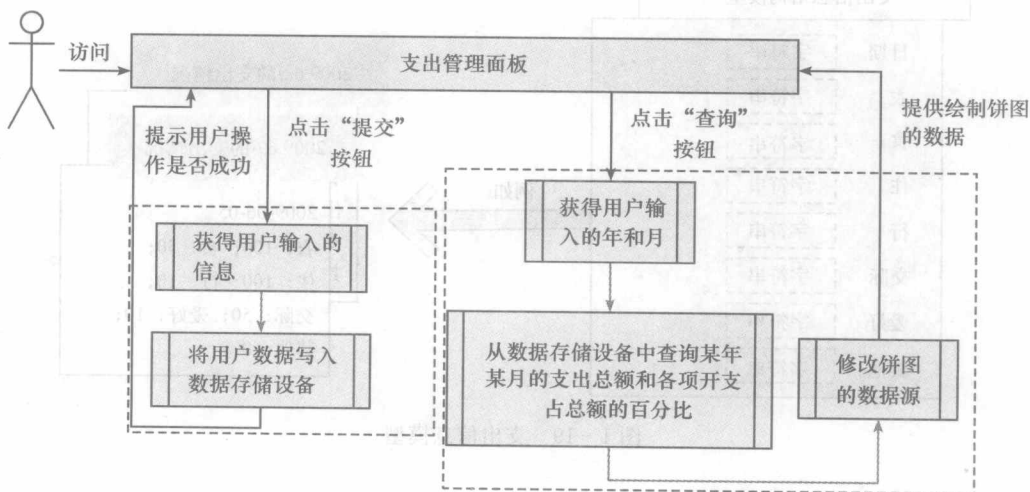 访问
支出管理面板
提示用户操
作是否成功
点击“提交”
按钮
点击“查询”
按钮
提供绘制饼图
的数据
获得用户输入的
信息
将用户数据写入
数据存储设备
获得用户输
入的年和月
从数据存储设备中查询某年
某月的支出总额和各项开支
占总额的百分比
修改饼图
的数据源